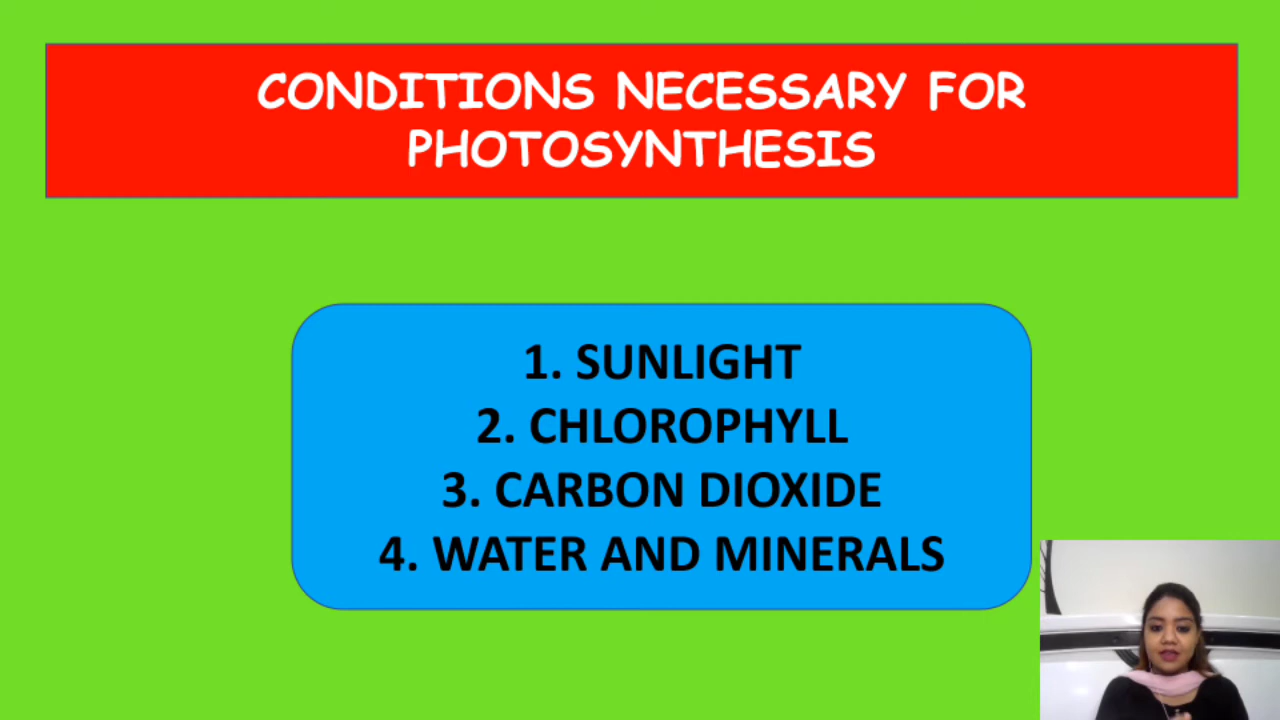 CONDITIONS NECESSARY FOR
PHOTOSYNTHESIS
1. SUNLIGHT
2. CHLOROPHYLL
3. CARBON DIOXIDE
4. WATER AND MINERALS